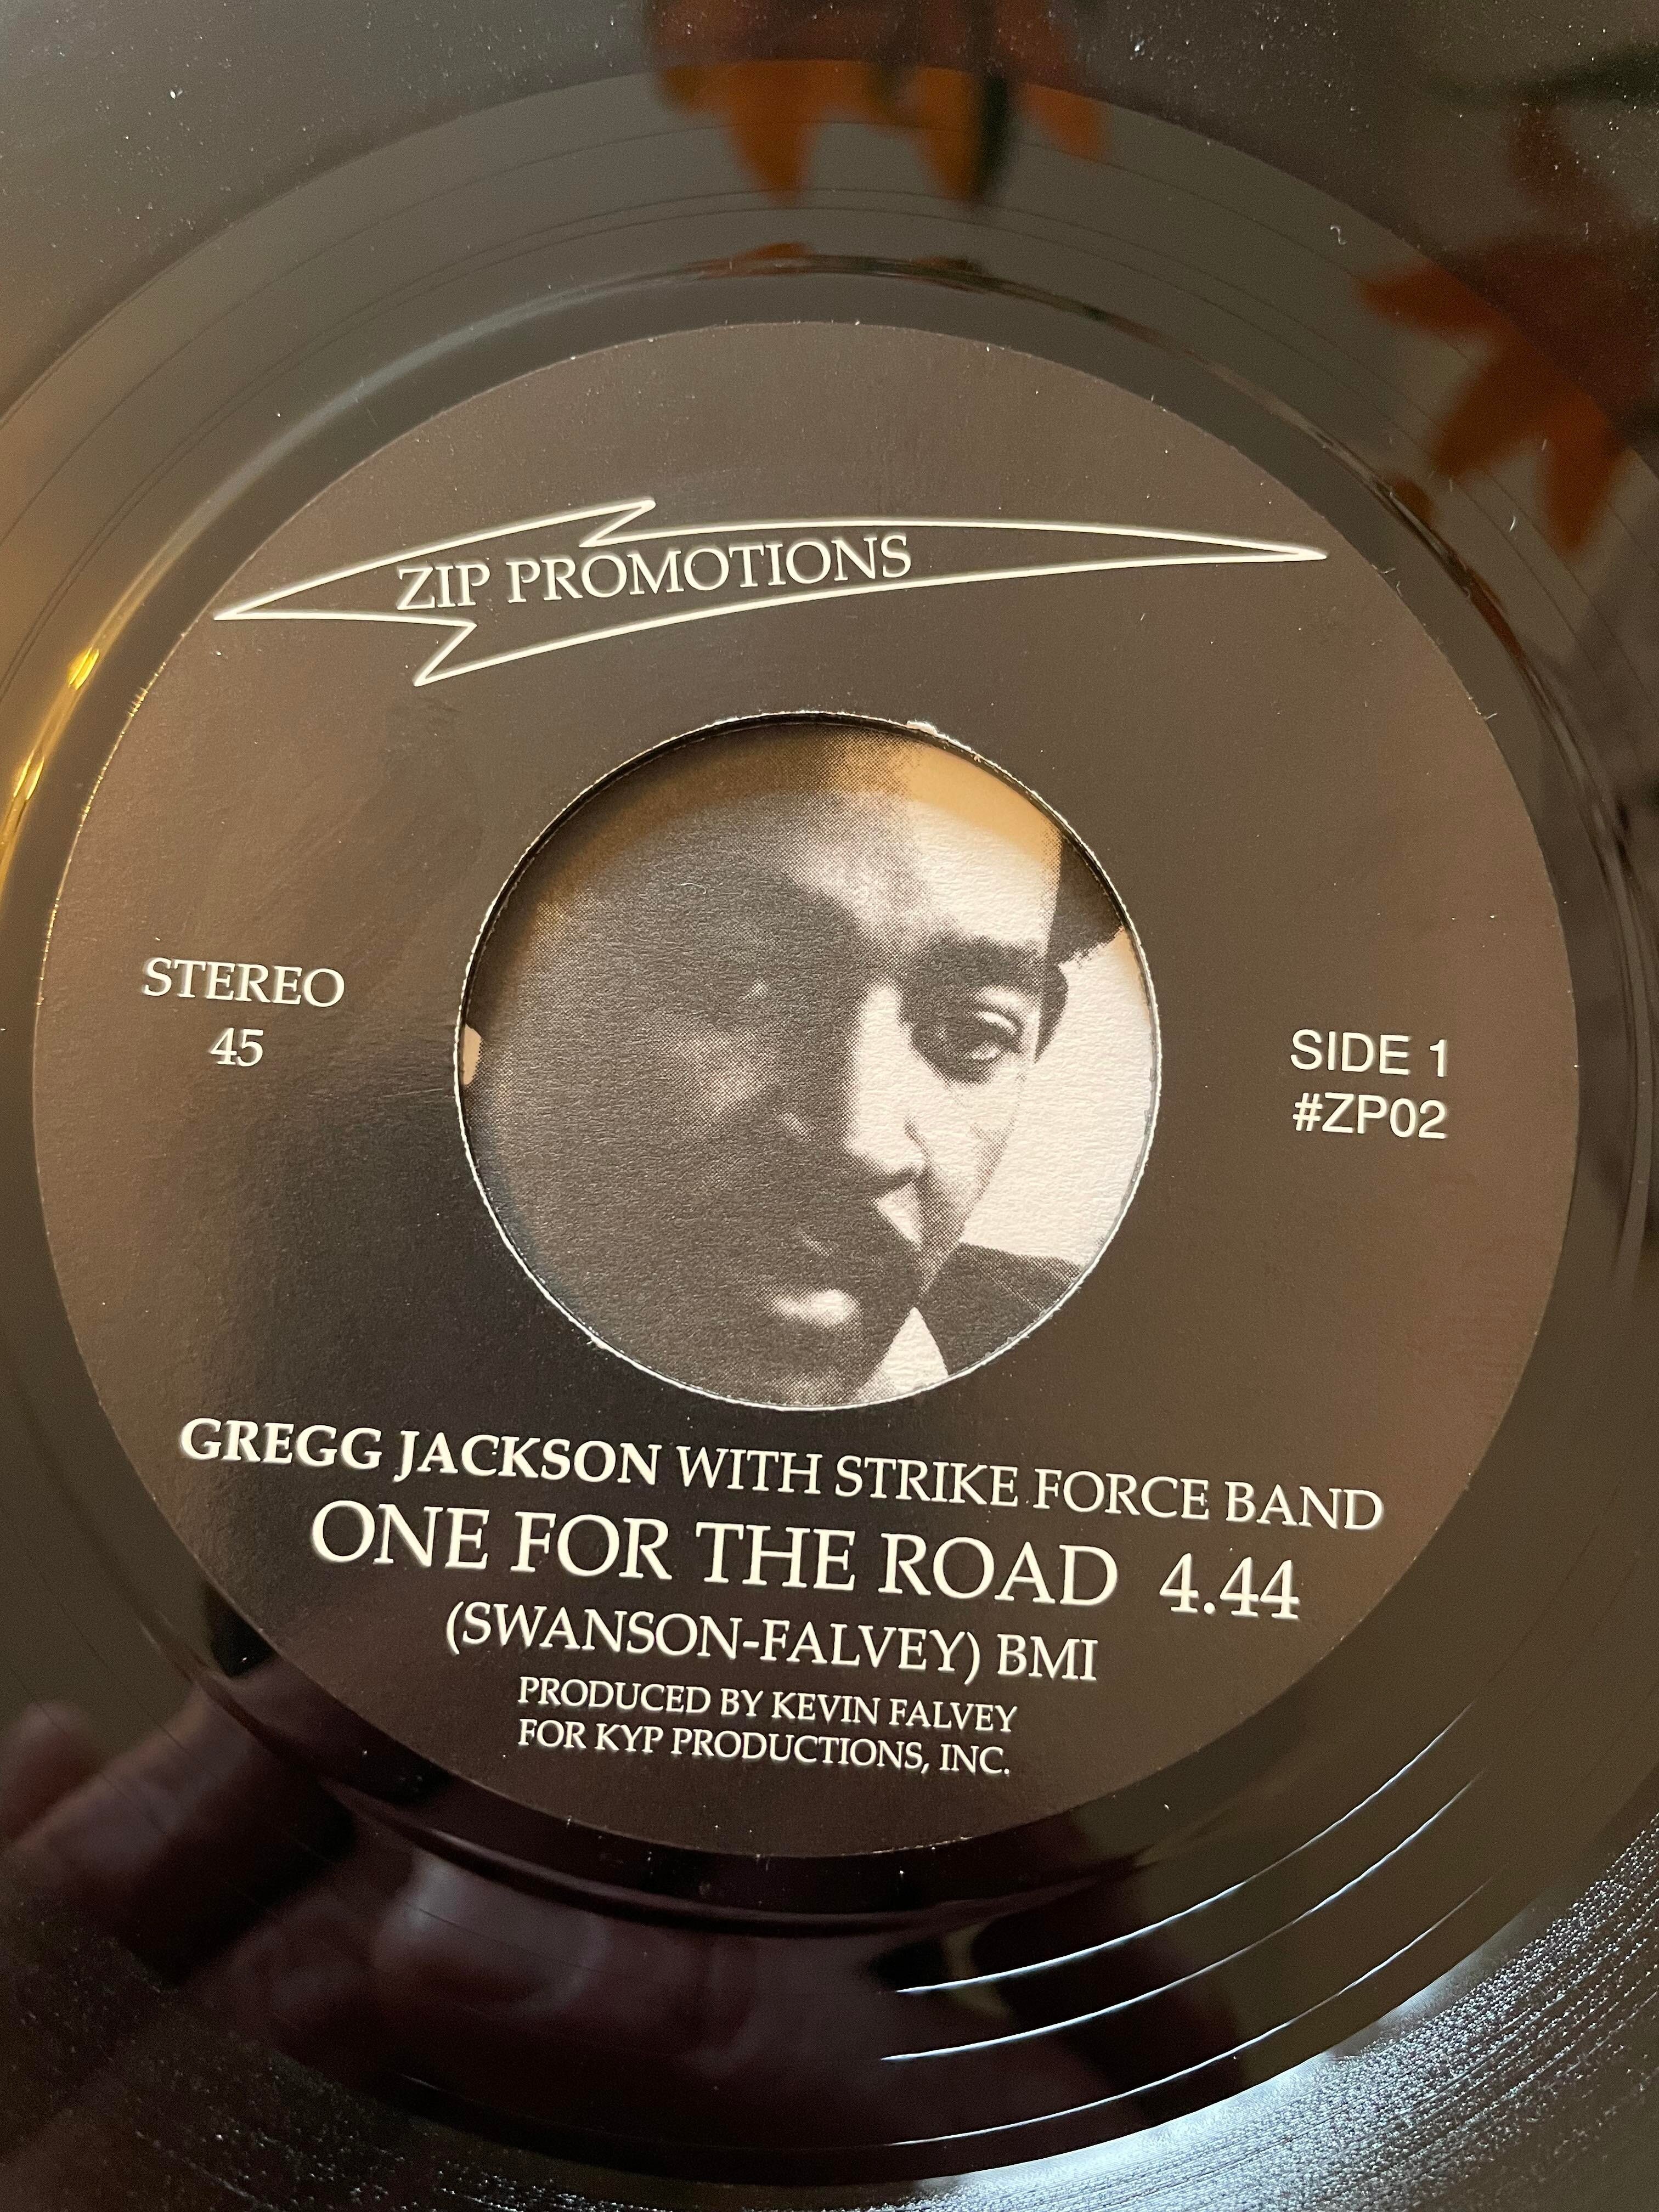 ZIP PROMOTIONS
STEREO
45
SIDE 1
#ZP02
GREGG JACKSON WITH STRIKE FORCE BAND
ONE FOR THE ROAD 4.44
(SWANSON-FALVEY) BMI
PRODUCED BY KEVIN FALVEY
FOR KYP PRODUCTIONS, INC.